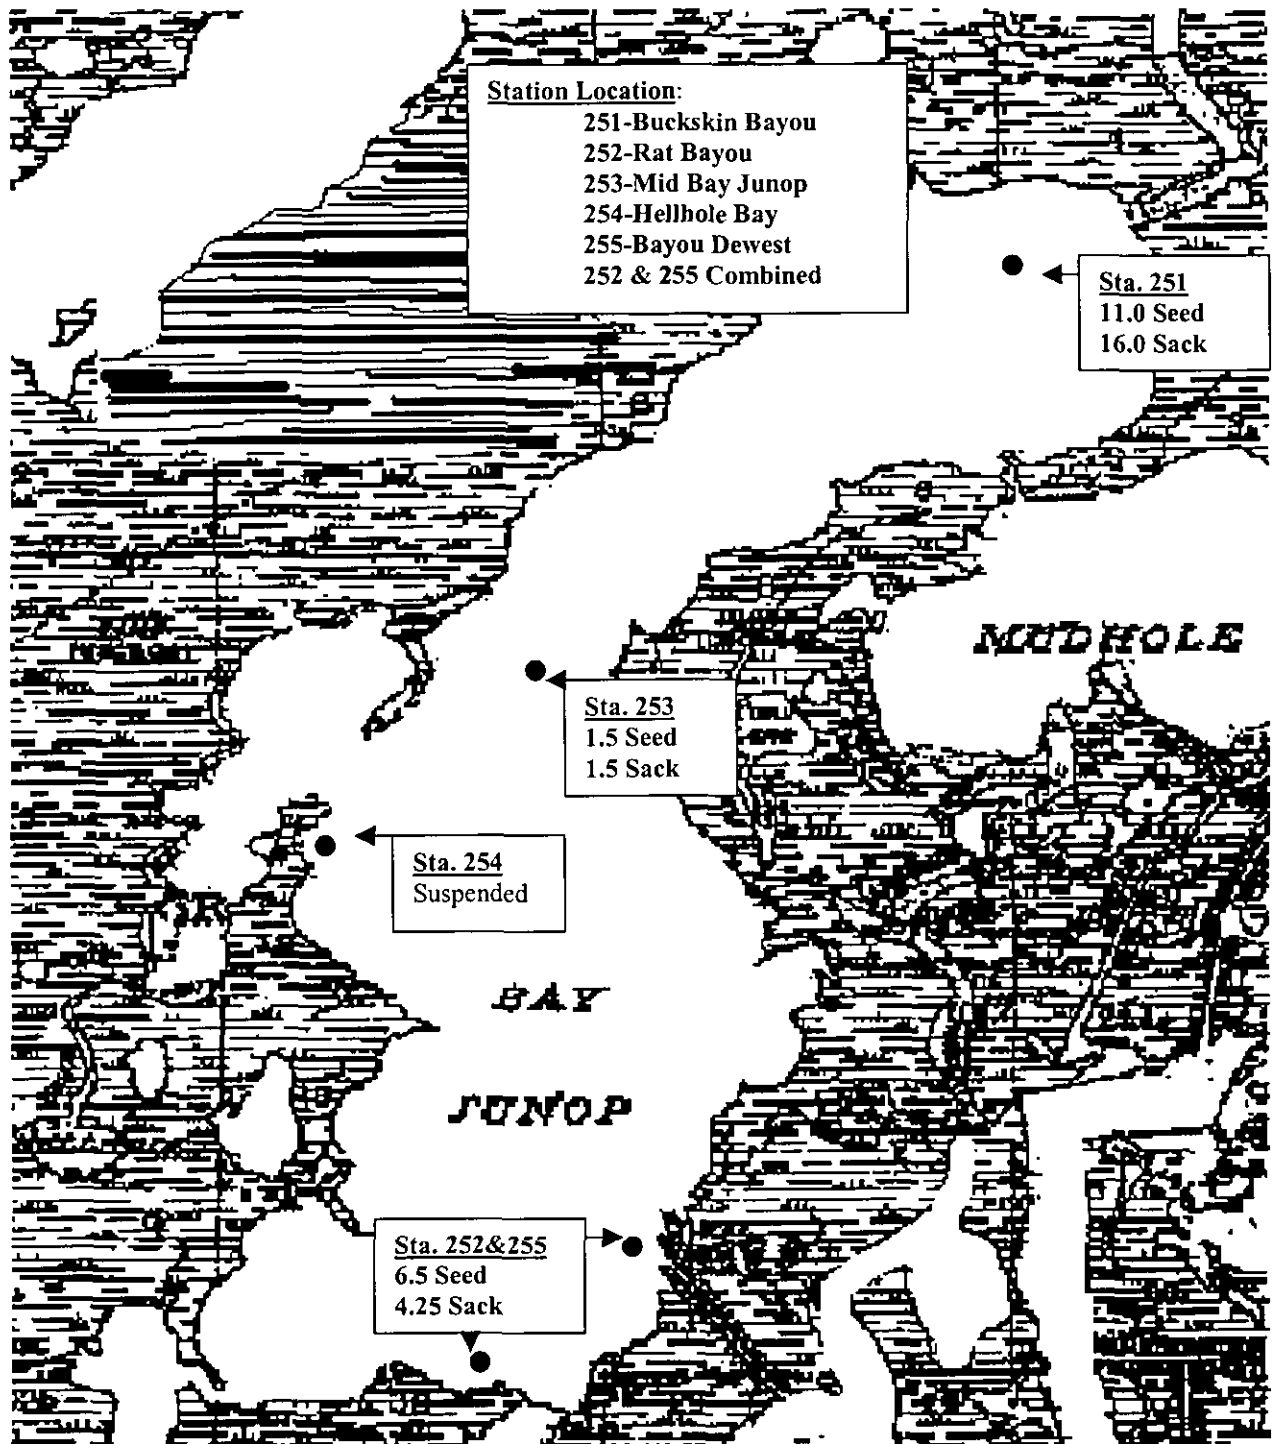 Station Location:
251-Buckskin Bayou
252-Rat Bayou
253-Mid Bay Junop
254-Hellhole Bay
255-Bayou Dewest
252 & 255 Combined
Sta. 251
11.0 Seed
16.0 Sack
MUDHOLE
Sta. 253
1.5 Seed
1.5 Sack
Sta. 254
Suspended
BAY
JUNOP
Sta. 252&255
6.5 Seed
4.25 Sack